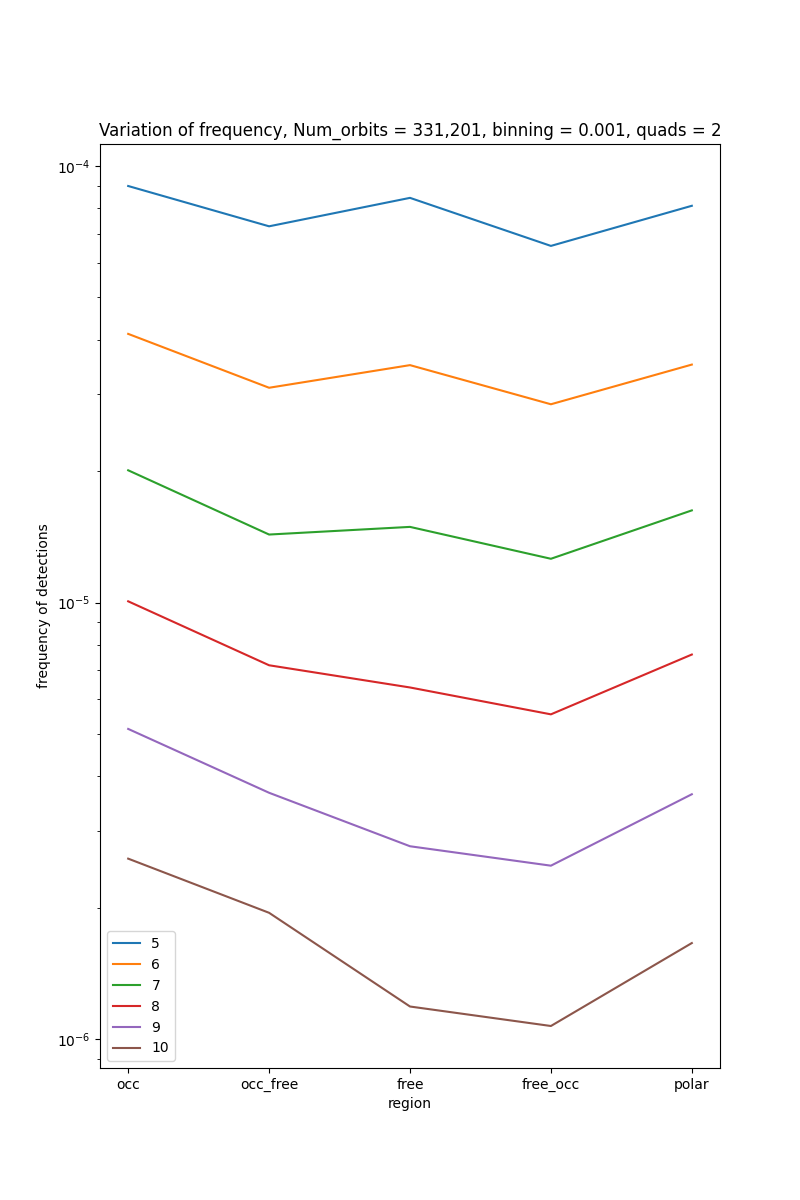 Variation of frequency, Num_orbits = 331,201, binning = 0.001, quads = 2
10⁻⁴
10⁻⁵
10⁻⁶
frequency of detections
5
6
7
8
9
10
occ occ_free free free_occ polar
region